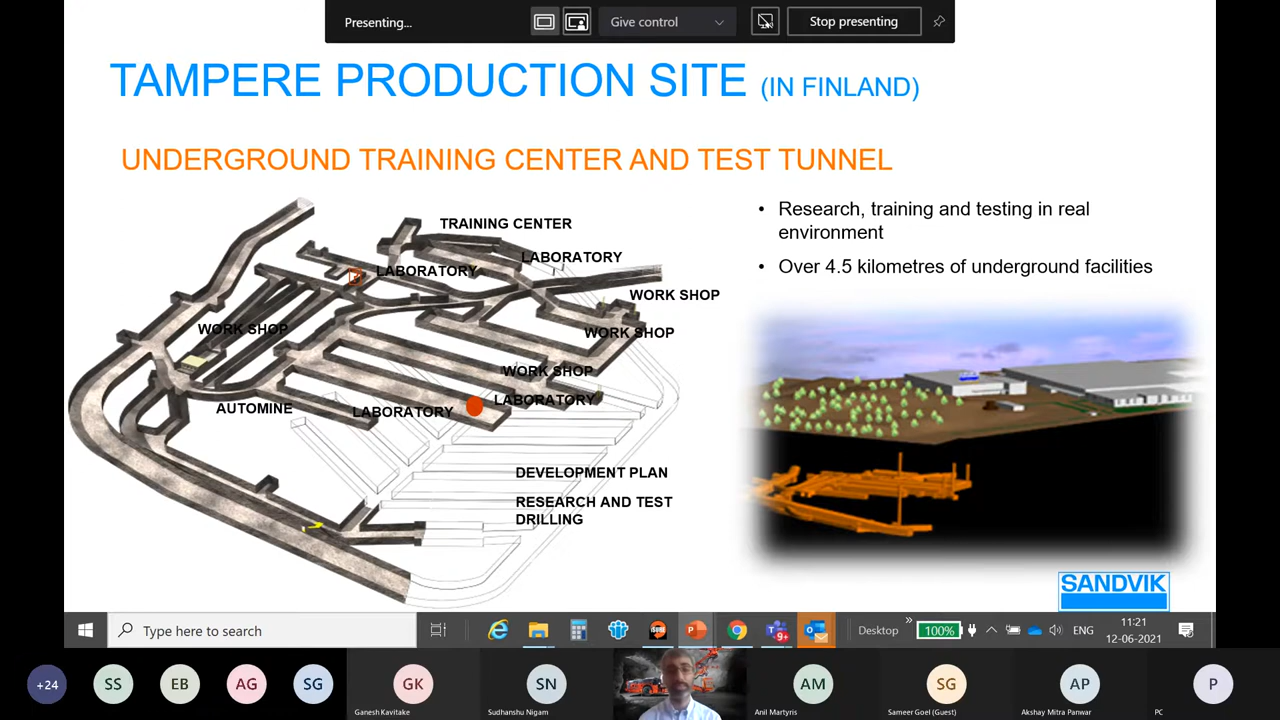 Presenting...
Give control
Stop presenting
TAMPERE PRODUCTION SITE (IN FINLAND)
UNDERGROUND TRAINING CENTER AND TEST TUNNEL
TRAINING CENTER
LABORATORY
LABORATORY
WORK SHOP
WORK SHOP
WORK SHOP
WORK SHOP
LABORATORY
AUTOMINE
LABORATORY
DEVELOPMENT PLAN
RESEARCH AND TEST
DRILLING
• Research, training and testing in real
environment
• Over 4.5 kilometres of underground facilities
SANDVIK
Type here to search
9+
Desktop
100%
ENG
11:21
12-06-2021
+24
SS
EB
AG
SG
GK
Ganesh Kavitake
SN
Sudhanshu Nigam
AM
Anil Martyris
SG
Sameer Goel (Guest)
AP
Akshay Mitra Panwar
P
PC